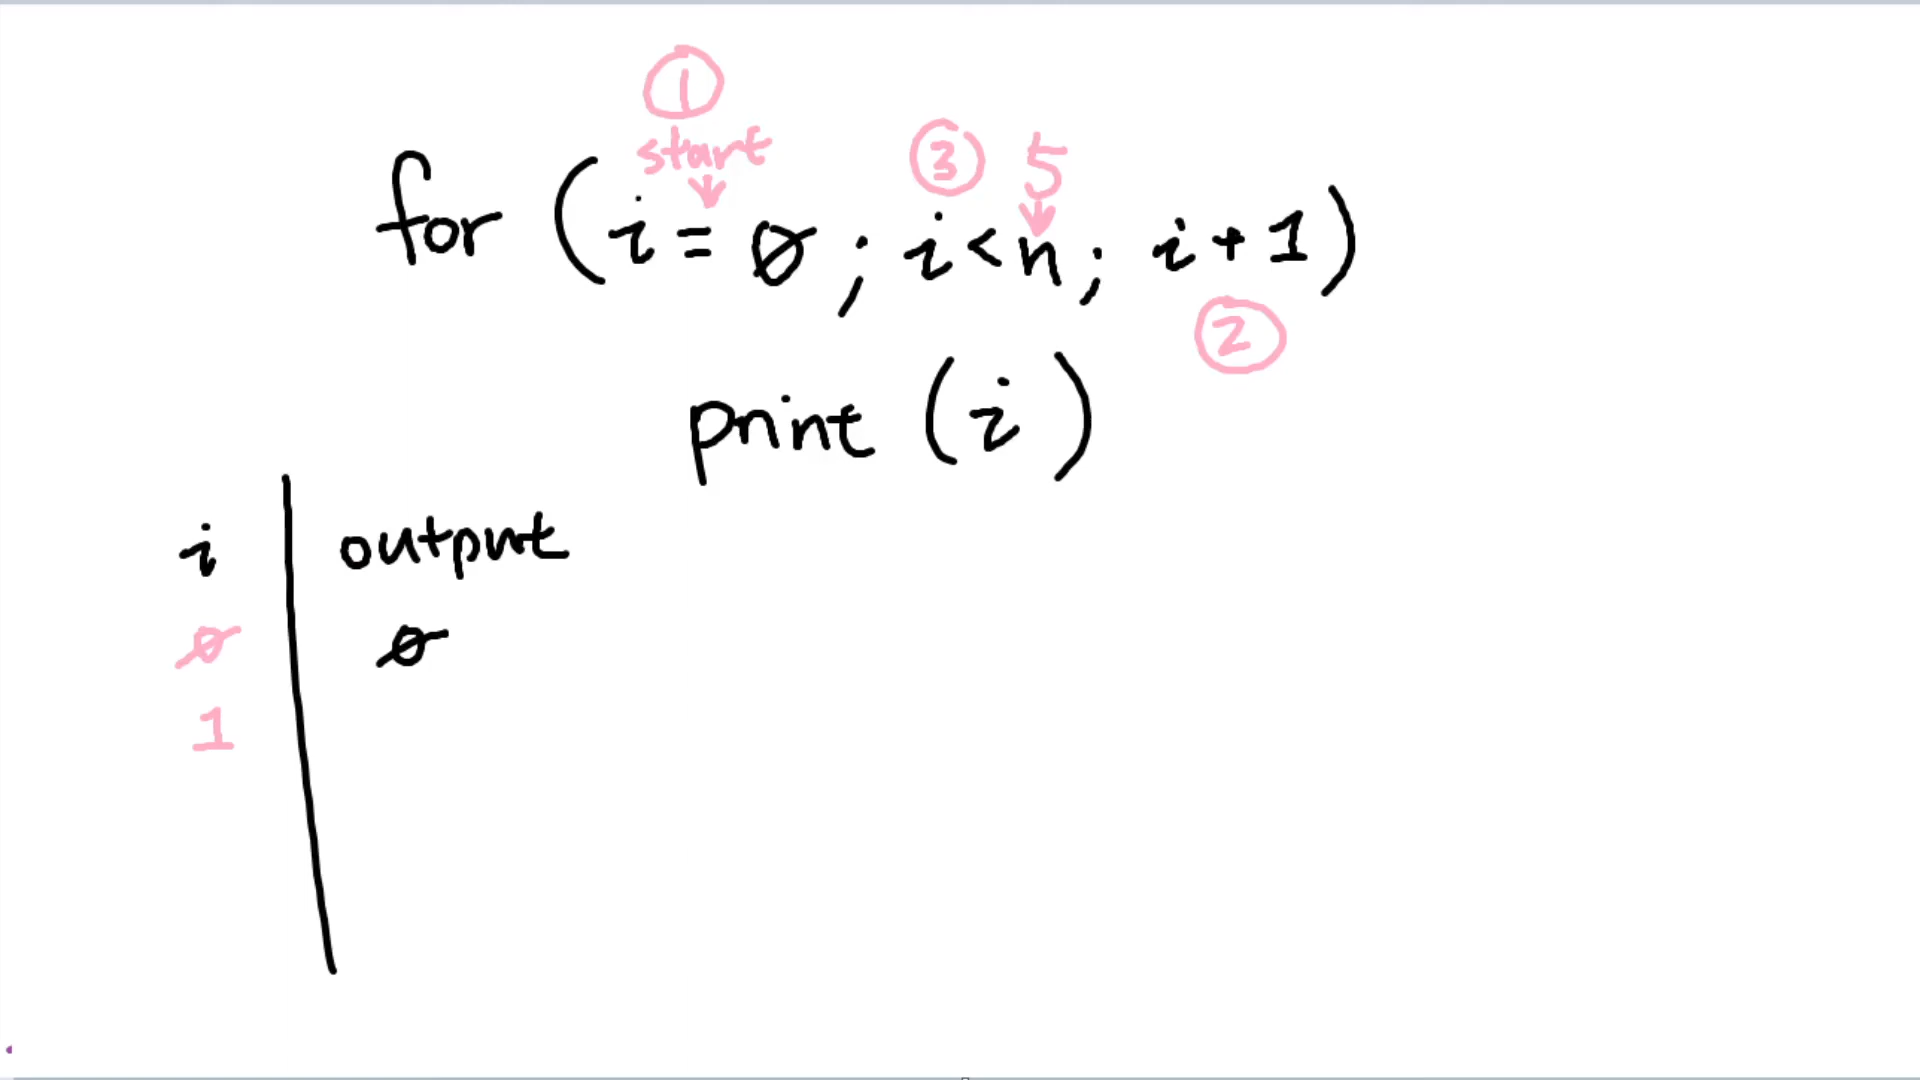 1
start
3 5
for (i = 0; i < n; i + 1)
2
print (i)
i output
0 0
1